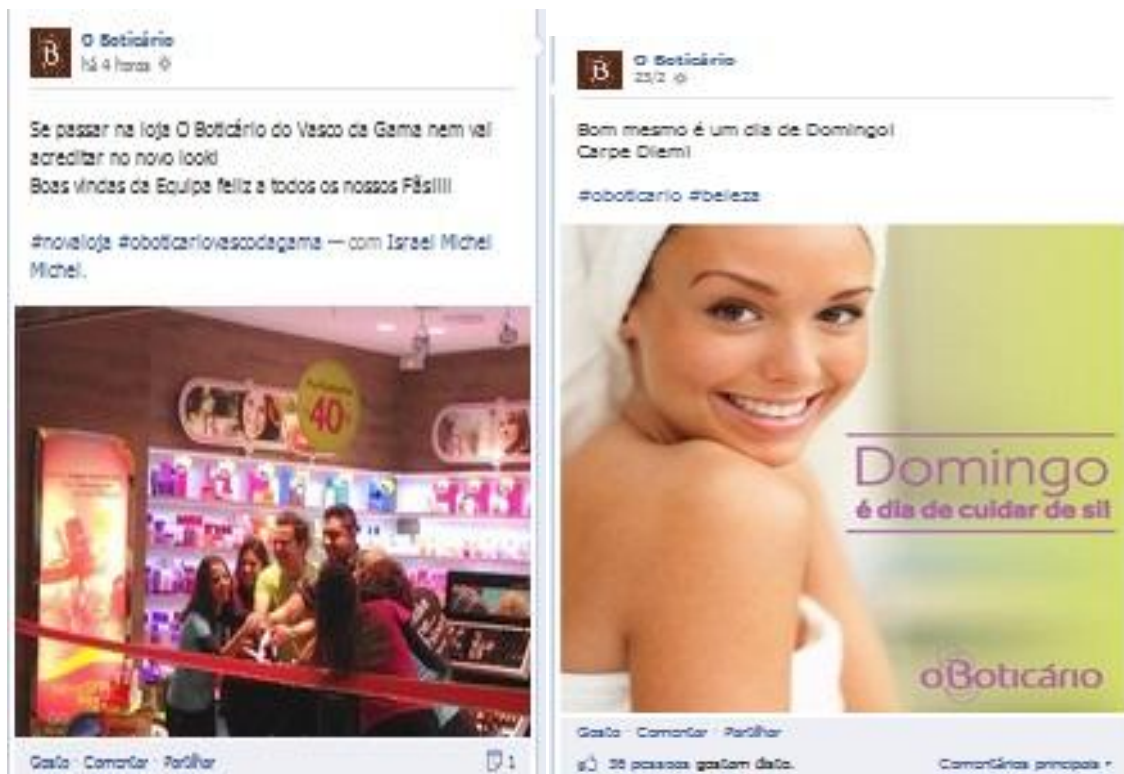 O Boticário
há 4 horas
Se passar na loja O Boticário do Vasco da Gama nem vai
acreditar no novo look!
Boas vindas da Equipa feliz a todos os nossos Fãs!!!!
#novaloja #oboticariovascodagama — com Israel Michel
Michel.
40
Gosto · Comentar · Partilhar
1
O Boticário
23/2
Bom mesmo é um dia de Domingo!
Carpe Diem!
#oboticario #beleza
Domingo
é dia de cuidar de si!
oBoticário
Gosto · Comentar · Partilhar
pessoas gostam disto.
Comentários principais